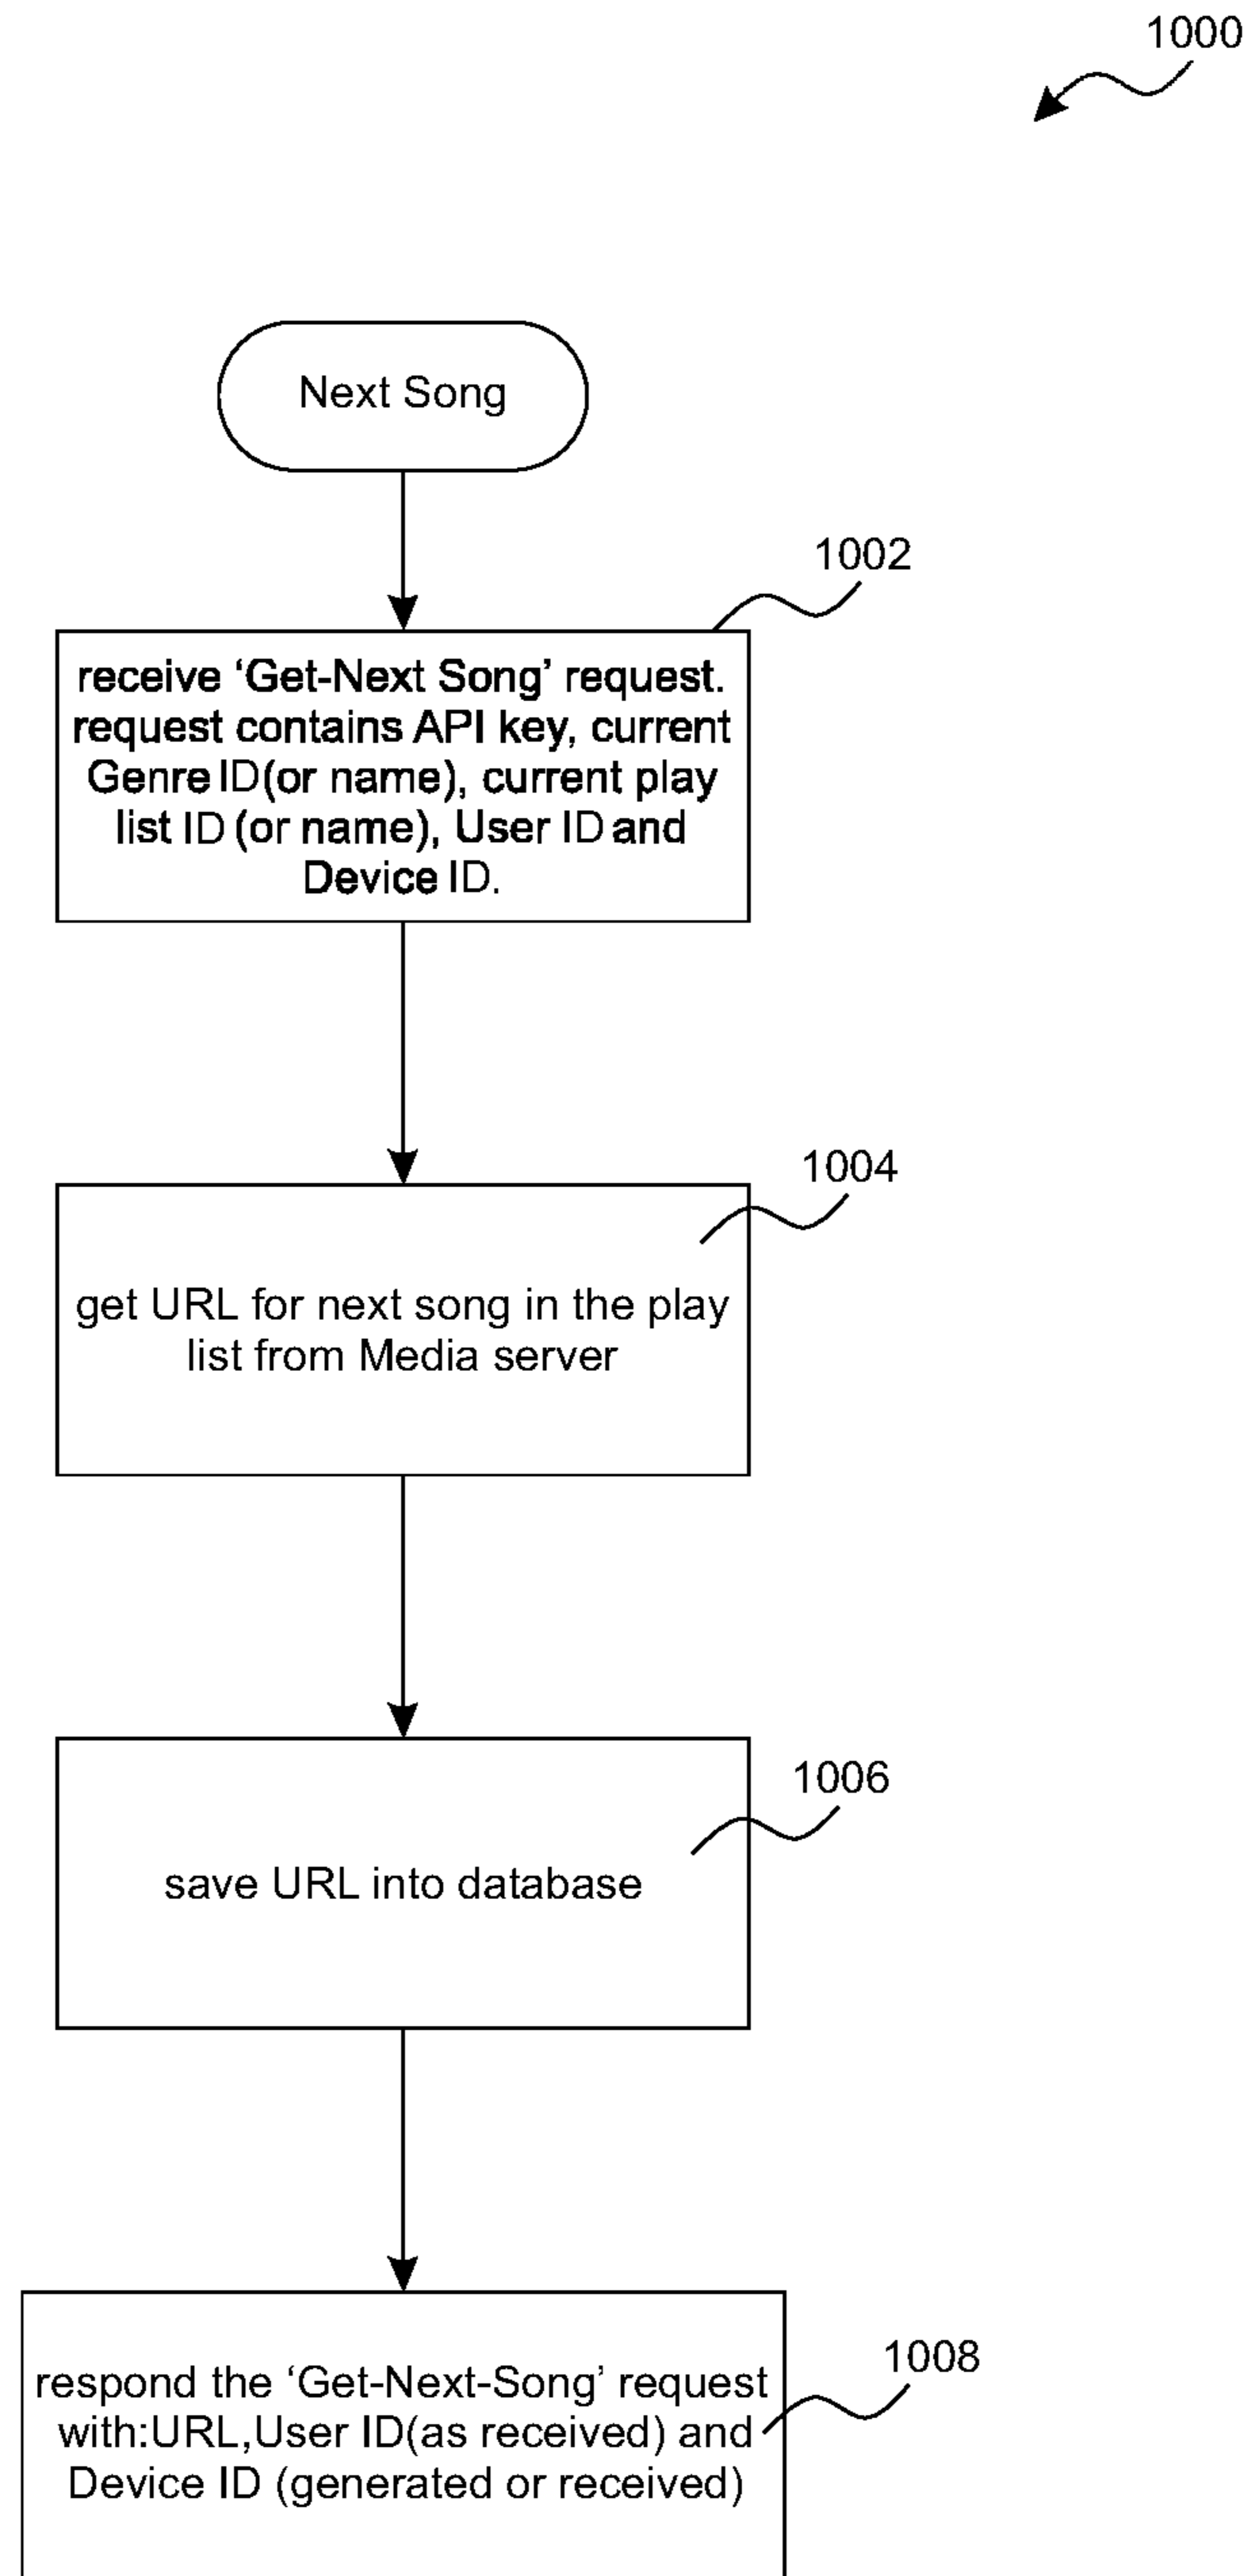 1000
Next Song
1002
receive ‘Get-Next Song’ request.
request contains API key, current
Genre ID(or name), current play
list ID (or name), User ID and
Device ID.
1004
get URL for next song in the play
list from Media server
1006
save URL into database
1008
respond the ‘Get-Next-Song’ request
with:URL,User ID(as received) and
Device ID (generated or received)